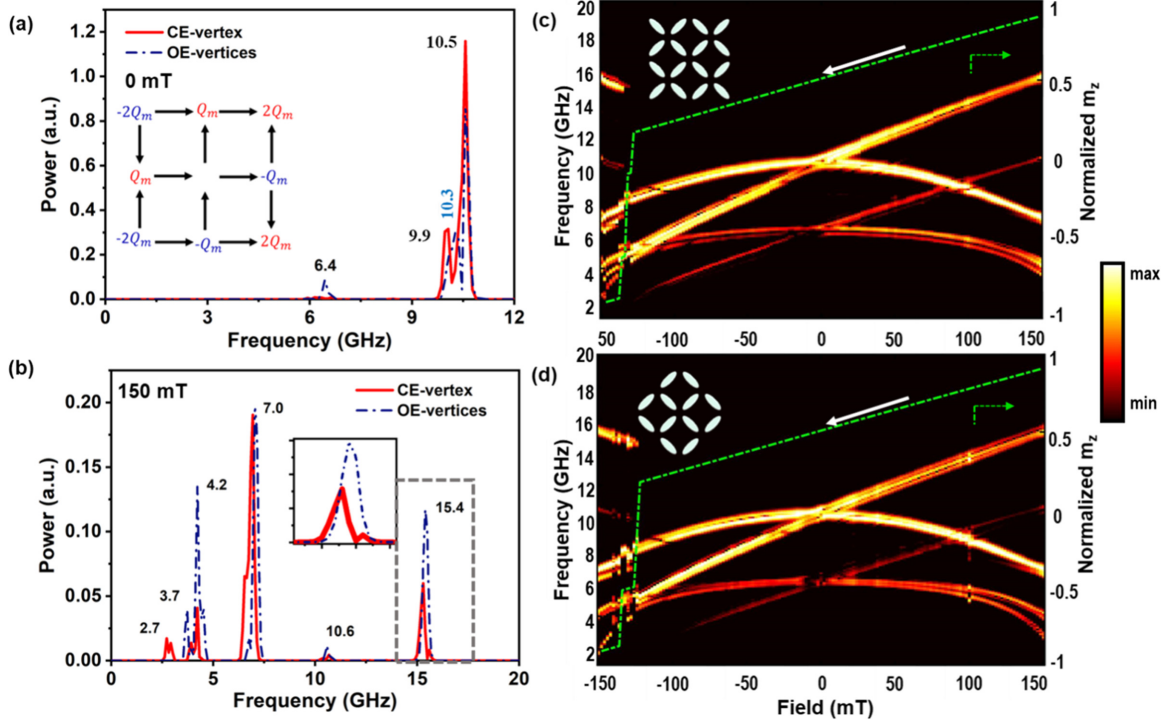 (a)
CE-vertex
OE-vertices
0 mT
10.5
10.3
9.9
6.4
-2Qm Qm 2Qm
Qm -Qm
-2Qm -Qm 2Qm
Power (a.u.)
1.2
1.0
0.8
0.6
0.4
0.2
0.0
0 3 6 9 12
Frequency (GHz)
(b)
150 mT
CE-vertex
OE-vertices
7.0
4.2
3.7
2.7
10.6
15.4
Power (a.u.)
0.20
0.15
0.10
0.05
0.00
0 5 10 15 20
Frequency (GHz)
(c)
Frequency (GHz)
20
18
16
14
12
10
8
6
4
2
1
0.5
0
-0.5
-1
Normalized mz
50 -100 -50 0 50 100 150
(d)
Frequency (GHz)
20
18
16
14
12
10
8
6
4
2
1
0.5
0
-0.5
-1
Normalized mz
-150 -100 -50 0 50 100 150
Field (mT)
max
min